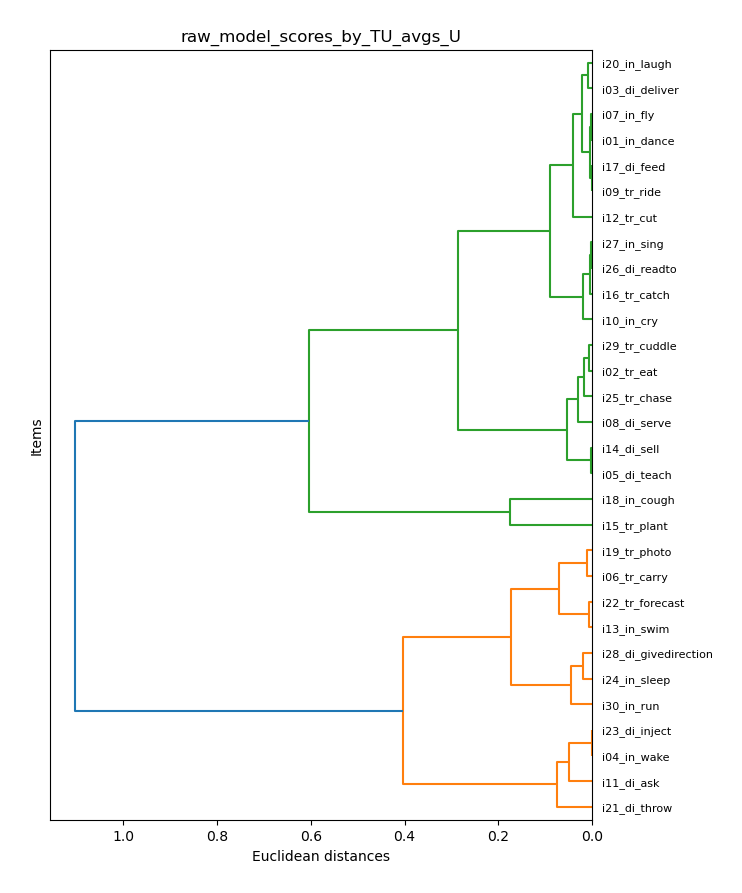 raw_model_scores_by_TU_avgs_U
i20_in_laugh
i03_di_deliver
i07_in_fly
i01_in_dance
i17_di_feed
i09_tr_ride
i12_tr_cut
i27_in_sing
i26_di_readto
i16_tr_catch
i10_in_cry
i29_tr_cuddle
i02_tr_eat
i25_tr_chase
i08_di_serve
i14_di_sell
i05_di_teach
i18_in_cough
i15_tr_plant
i19_tr_photo
i06_tr_carry
i22_tr_forecast
i13_in_swim
i28_di_givedirection
i24_in_sleep
i30_in_run
i23_di_inject
i04_in_wake
i11_di_ask
i21_di_throw
Items
1.0 0.8 0.6 0.4 0.2 0.0
Euclidean distances